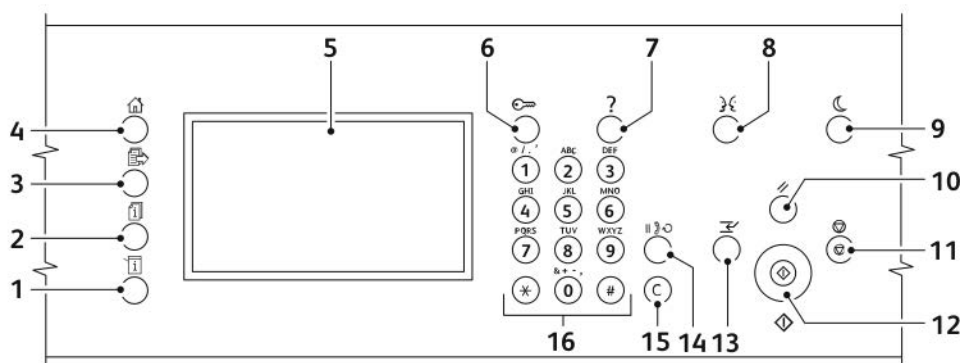 5
6
7
8
4
?
9
@ / . '
ABC
DEF
1
2
3
3
GHI
JKL
MNO
10
4
5
6
2
PQRS
TUV
WXYZ
7
8
9
11
1
& + - ,
*
0
#
C
12
16
15
14
13